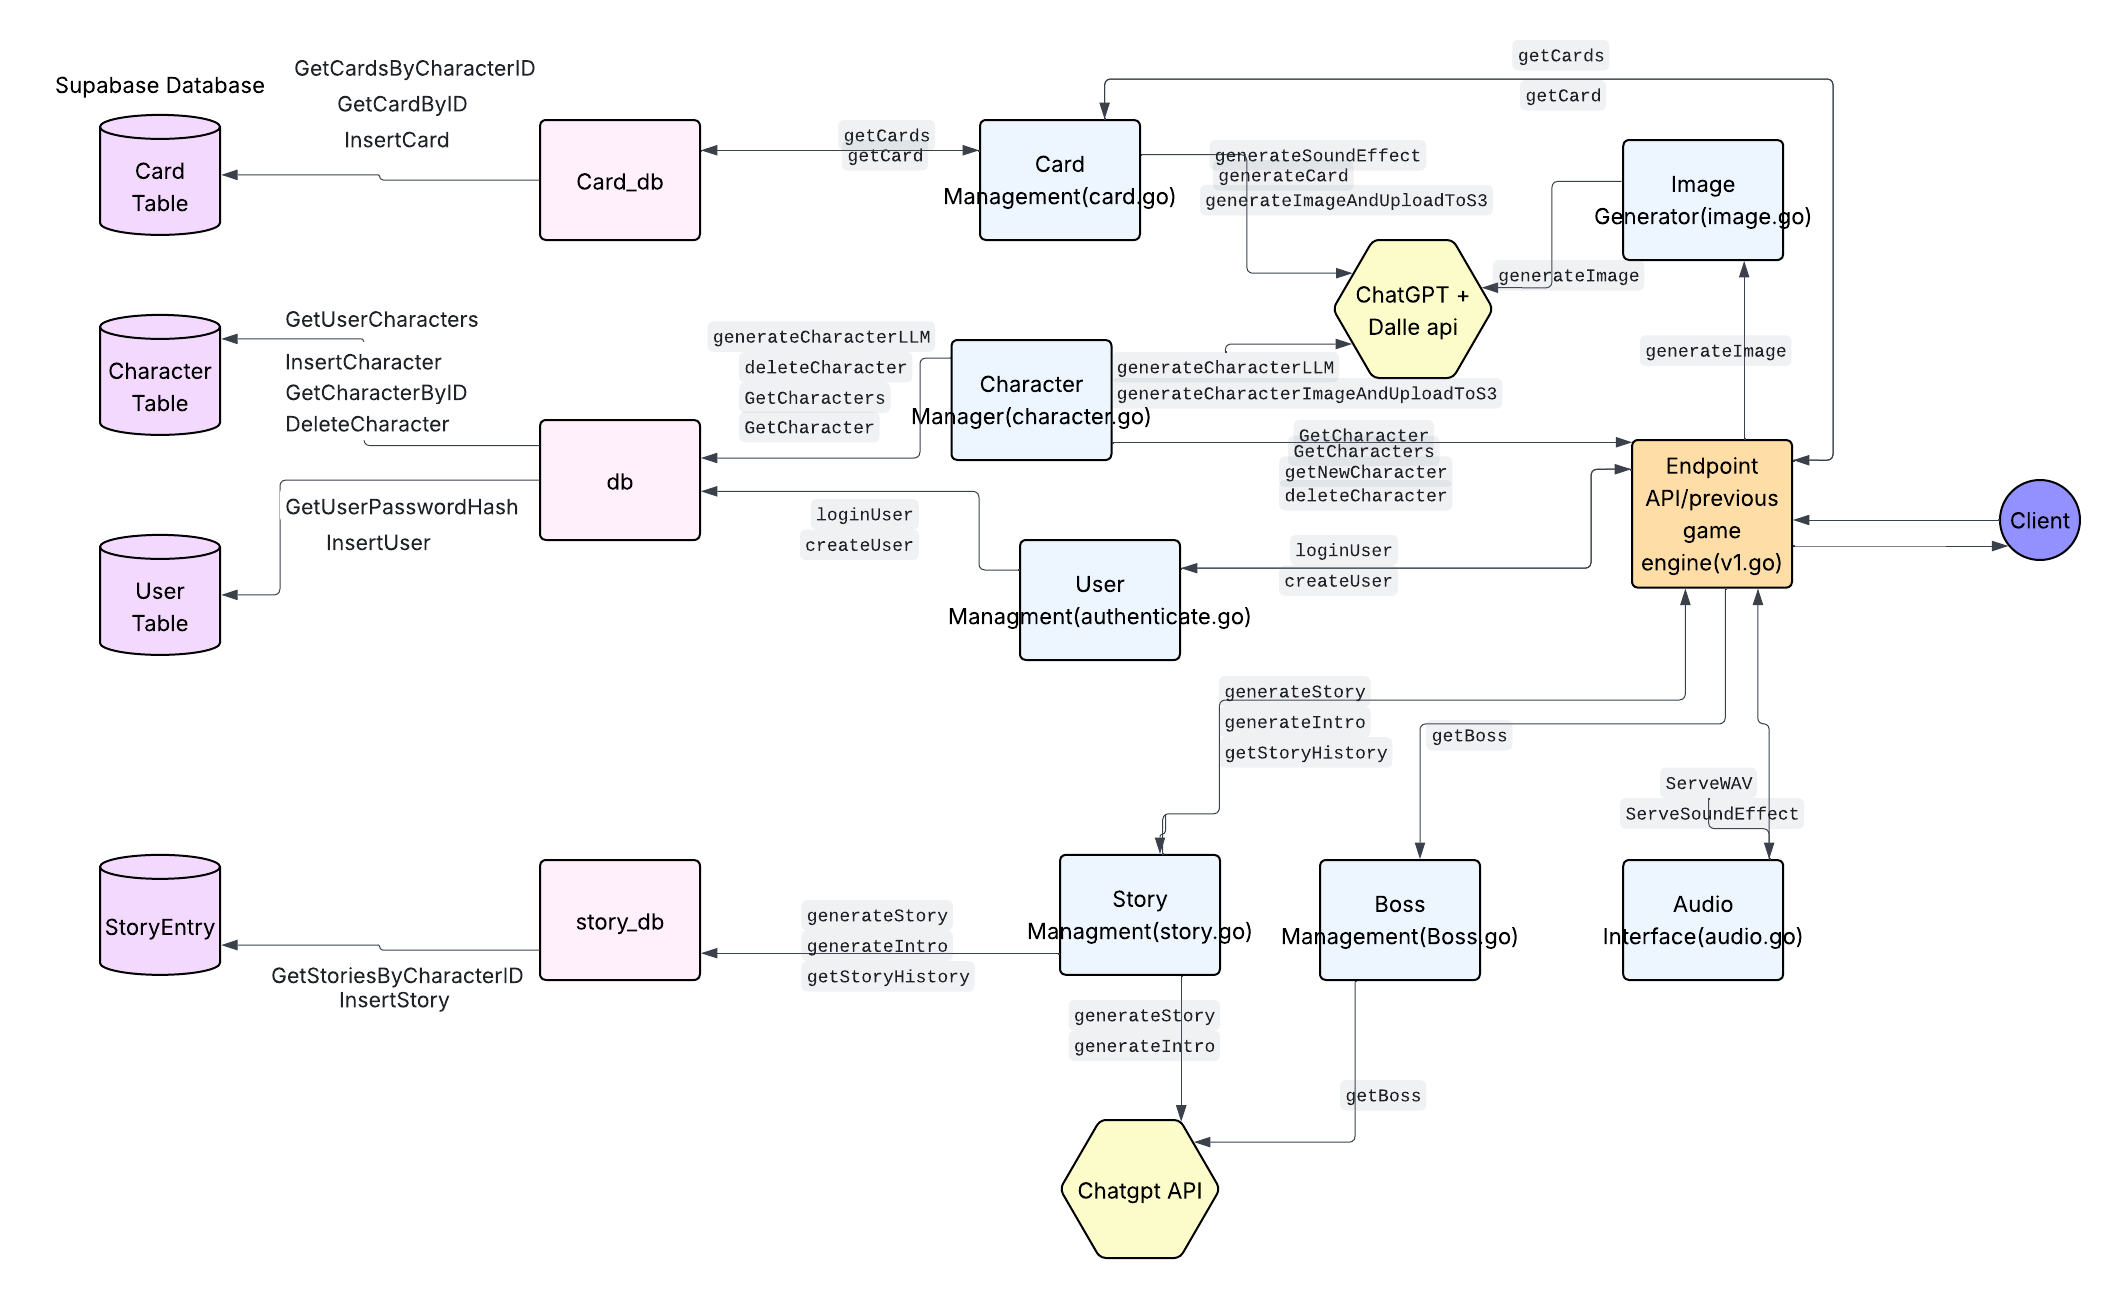 Supabase Database
GetCardsByCharacterID
GetCardByID
InsertCard
Card
Table
Card_db
getCards
getCard
Card
Management(card.go)
getCards
getCard
generateSoundEffect
generateCard
generateImageAndUploadToS3
Image
Generator(image.go)
ChatGPT +
Dalle api
generateImage
generateImage
Character
Table
GetUserCharacters
InsertCharacter
GetCharacterByID
DeleteCharacter
generateCharacterLLM
deleteCharacter
GetCharacters
GetCharacter
Character
Manager(character.go)
generateCharacterLLM
generateCharacterImageAndUploadToS3
GetCharacter
GetCharacters
getNewCharacter
deleteCharacter
db
Endpoint
API/previous
game
engine(v1.go)
Client
GetUserPasswordHash
InsertUser
User
Table
loginUser
createUser
User
Managment(authenticate.go)
loginUser
createUser
generateStory
generateIntro
getStoryHistory
getBoss
ServeWAV
ServeSoundEffect
StoryEntry
GetStoriesByCharacterID
InsertStory
story_db
generateStory
generateIntro
getStoryHistory
Story
Managment(story.go)
Boss
Management(Boss.go)
Audio
Interface(audio.go)
generateStory
generateIntro
getBoss
Chatgpt API